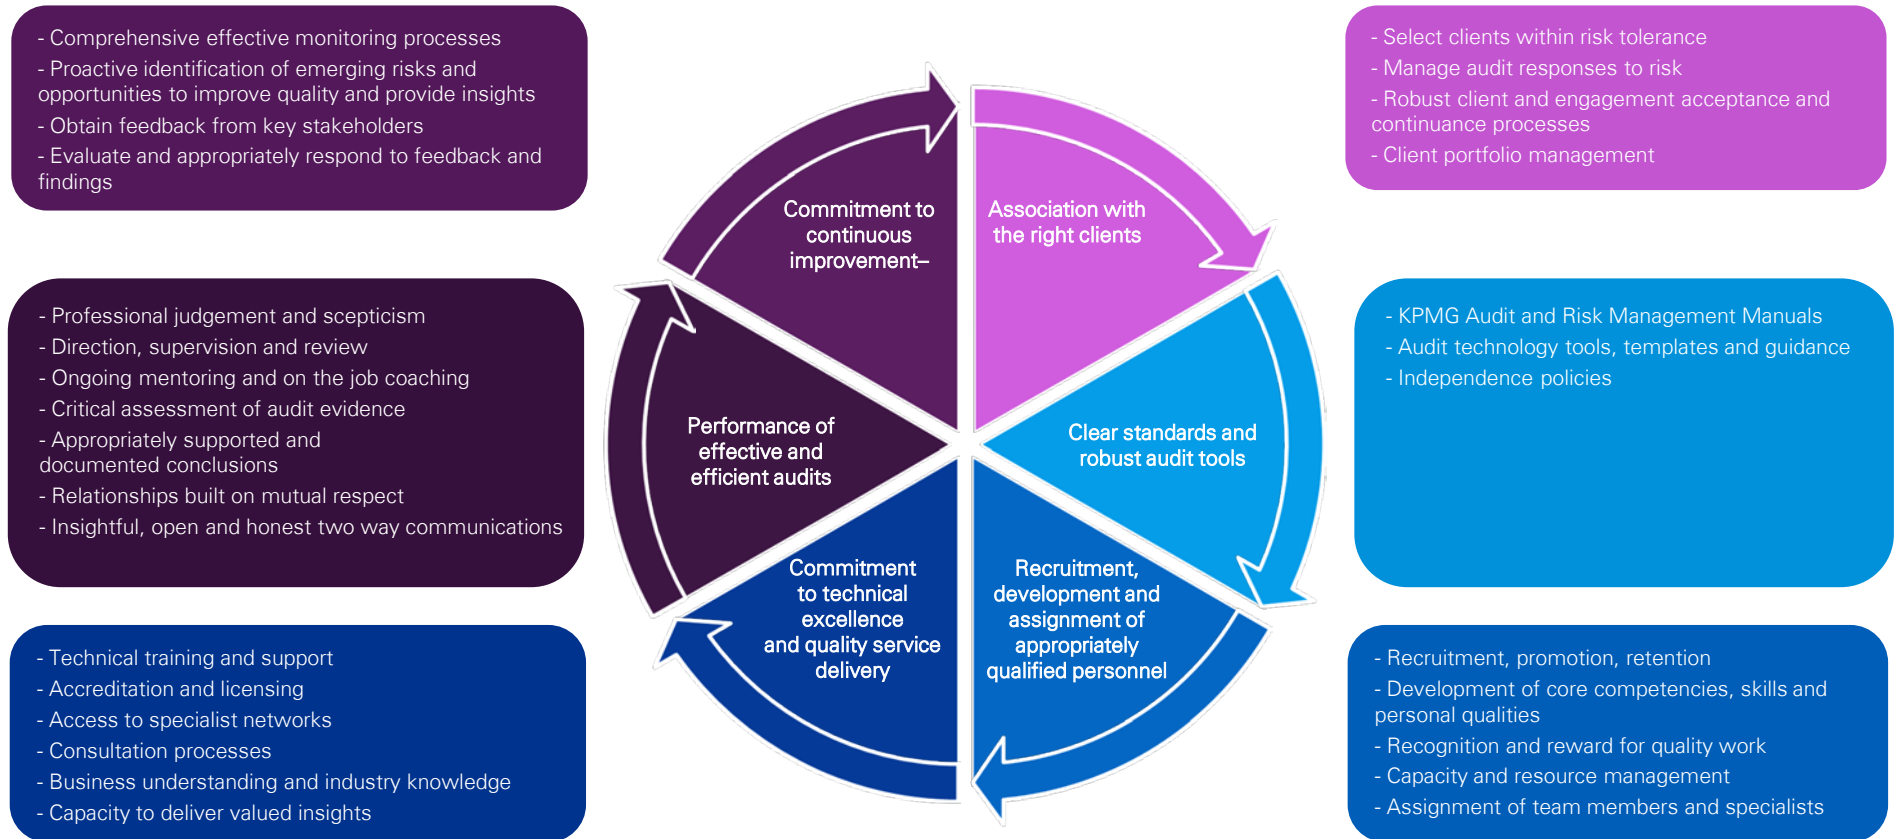 - Comprehensive effective monitoring processes
- Proactive identification of emerging risks and
opportunities to improve quality and provide insights
- Obtain feedback from key stakeholders
- Evaluate and appropriately respond to feedback and
findings
- Professional judgement and scepticism
- Direction, supervision and review
- Ongoing mentoring and on the job coaching
- Critical assessment of audit evidence
- Appropriately supported and
documented conclusions
- Relationships built on mutual respect
- Insightful, open and honest two way communications
- Technical training and support
- Accreditation and licensing
- Access to specialist networks
- Consultation processes
- Business understanding and industry knowledge
- Capacity to deliver valued insights
Commitment to
continuous
improvement–
Association with
the right clients
Performance of
effective and
efficient audits
Clear standards and
robust audit tools
Commitment
to technical
excellence
and quality service
delivery
Recruitment,
development and
assignment of
appropriately
qualified personnel
- Select clients within risk tolerance
- Manage audit responses to risk
- Robust client and engagement acceptance and
continuance processes
- Client portfolio management
- KPMG Audit and Risk Management Manuals
- Audit technology tools, templates and guidance
- Independence policies
- Recruitment, promotion, retention
- Development of core competencies, skills and
personal qualities
- Recognition and reward for quality work
- Capacity and resource management
- Assignment of team members and specialists